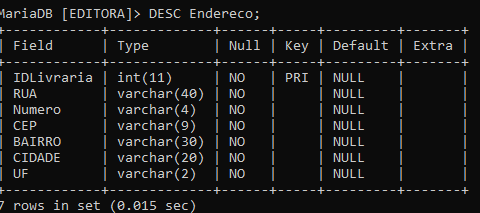 MariaDB [EDITORA]> DESC Endereco;
+------------+-------------+------+-----+---------+-------+
| Field      | Type        | Null | Key | Default | Extra |
+------------+-------------+------+-----+---------+-------+
| IDLivraria | int(11)     | NO   | PRI | NULL    |       |
| RUA        | varchar(40) | NO   |     | NULL    |       |
| Numero     | varchar(4)  | NO   |     | NULL    |       |
| CEP        | varchar(9)  | NO   |     | NULL    |       |
| BAIRRO     | varchar(30) | NO   |     | NULL    |       |
| CIDADE     | varchar(20) | NO   |     | NULL    |       |
| UF         | varchar(2)  | NO   |     | NULL    |       |
+------------+-------------+------+-----+---------+-------+
7 rows in set (0.015 sec)